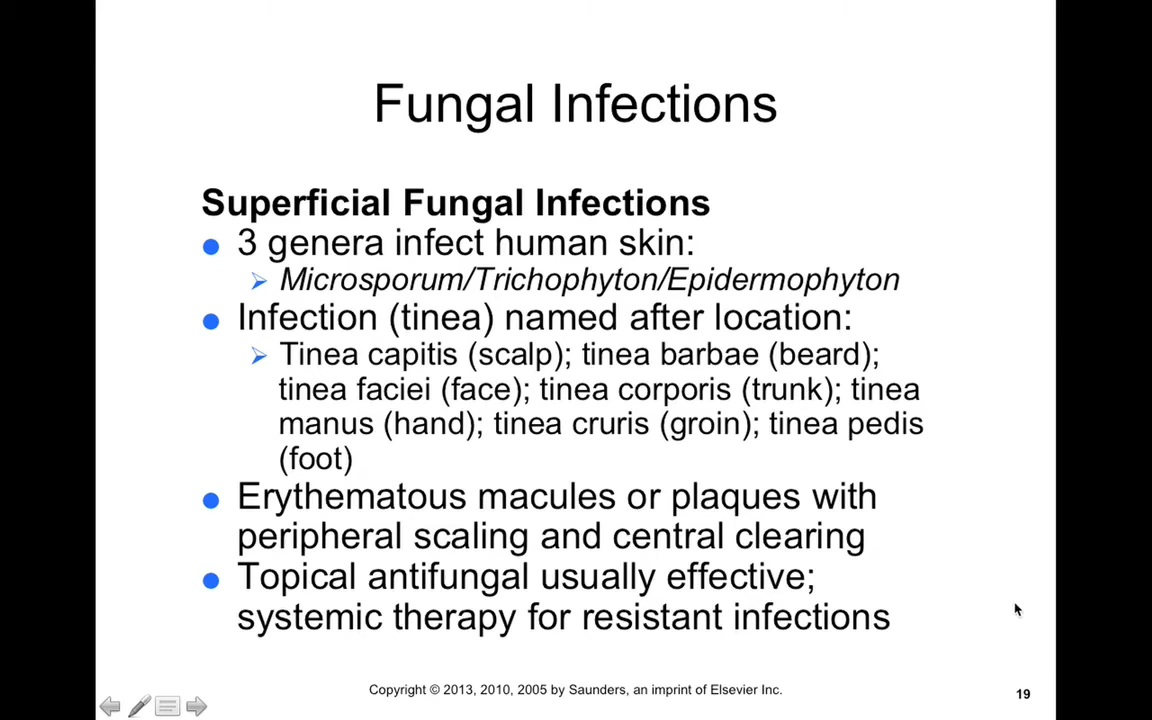 Fungal Infections
Superficial Fungal Infections
3 genera infect human skin:
Microsporum/Trichophyton/Epidermophyton
Infection (tinea) named after location:
Tinea capitis (scalp); tinea barbae (beard);
tinea faciei (face); tinea corporis (trunk); tinea
manus (hand); tinea cruris (groin); tinea pedis
(foot)
Erythematous macules or plaques with
peripheral scaling and central clearing
Topical antifungal usually effective;
systemic therapy for resistant infections
Copyright © 2013, 2010, 2005 by Saunders, an imprint of Elsevier Inc.
19